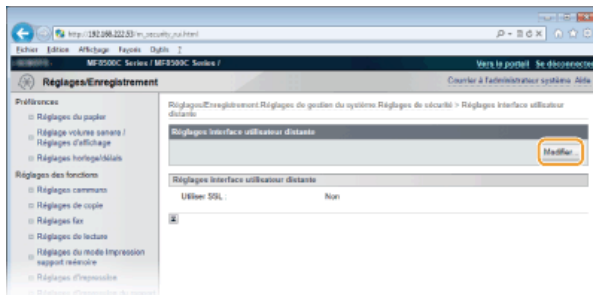 http://192.168.222.53/m_security_rui.html
Fichier Edition Affichage Favoris Outils ?
MF8500C Series / MF8500C Series /
Vers le portail Se déconnecter
Réglages/Enregistrement
Courrier à l'administrateur système Aide
Préférences
Réglages/Enregistrement:Réglages de gestion du système:Réglages de sécurité > Réglages interface utilisateur distante
Réglages du papier
Réglage volume sonore / Réglages d'affichage
Réglages interface utilisateur distante
Modifier...
Réglages horloge/délais
Réglages des fonctions
Réglages interface utilisateur distante
Réglages communs
Utiliser SSL : Non
Réglages de copie
Réglages fax
Réglages de lecture
Réglages du mode Impression support mémoire
Réglages d'impression